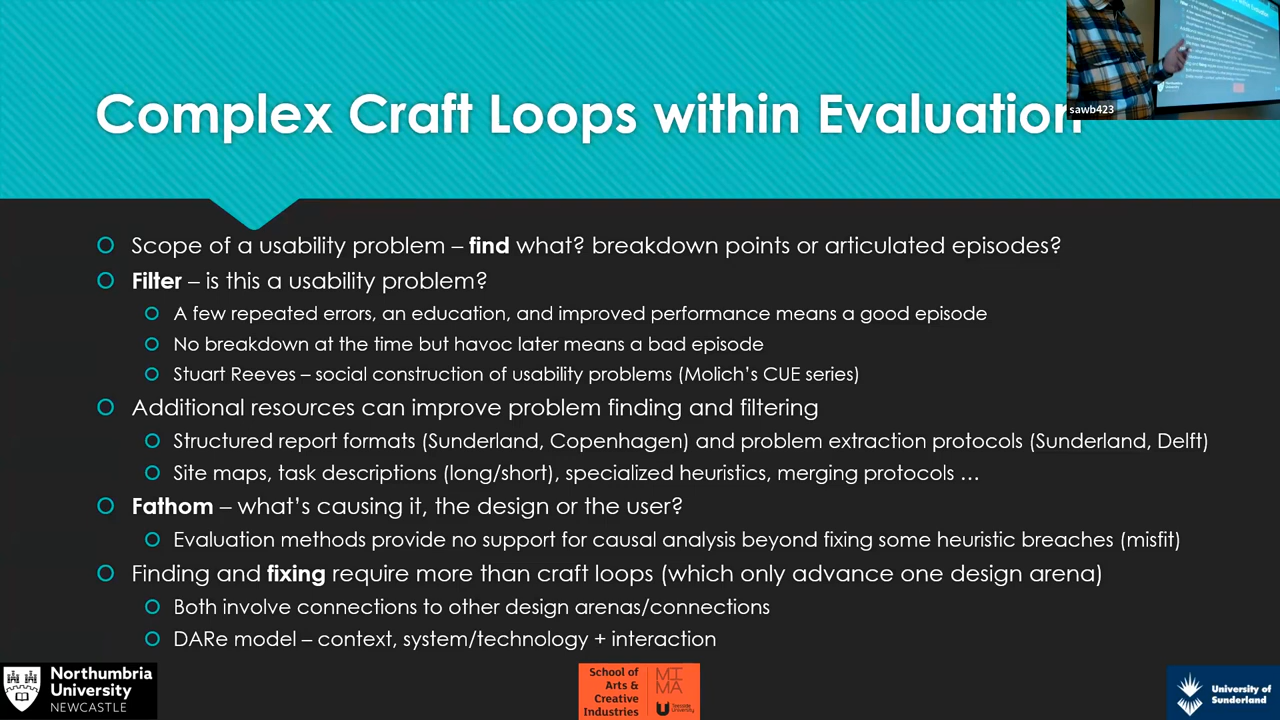 Complex Craft Loops within Evaluation
sawb423
Scope of a usability problem – find what? breakdown points or articulated episodes?
Filter – is this a usability problem?
A few repeated errors, an education, and improved performance means a good episode
No breakdown at the time but havoc later means a bad episode
Stuart Reeves – social construction of usability problems (Molich's CUE series)
Additional resources can improve problem finding and filtering
Structured report formats (Sunderland, Copenhagen) and problem extraction protocols (Sunderland, Delft)
Site maps, task descriptions (long/short), specialized heuristics, merging protocols …
Fathom – what's causing it, the design or the user?
Evaluation methods provide no support for causal analysis beyond fixing some heuristic breaches (misfit)
Finding and fixing require more than craft loops (which only advance one design arena)
Both involve connections to other design arenas/connections
DARe model – context, system/technology + interaction
Northumbria
University
NEWCASTLE
School of
Arts &
Creative
Industries
MI
MA
Teesside University
University of
Sunderland